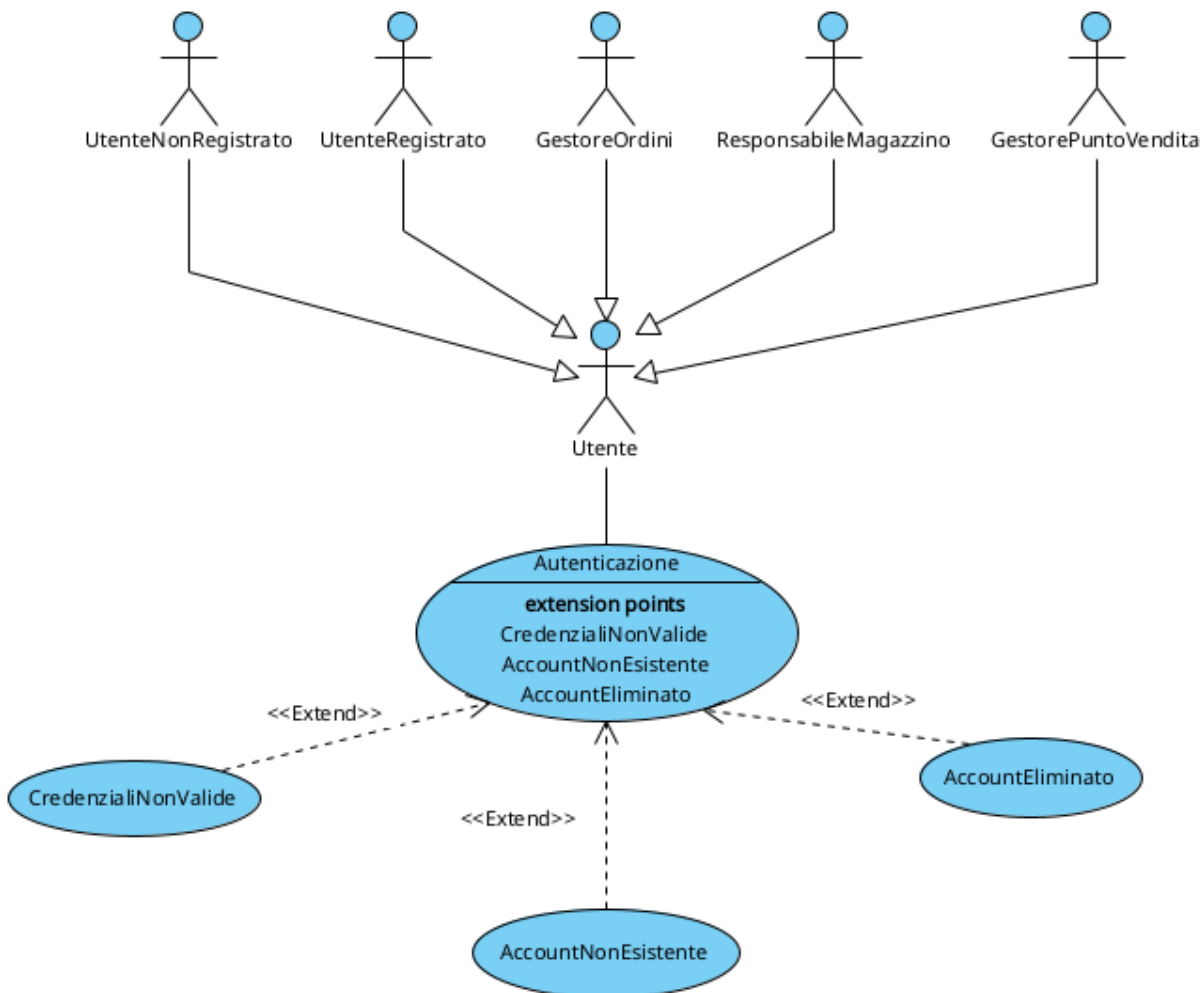 UtenteNonRegistrato
UtenteRegistrato
GestoreOrdini
ResponsabileMagazzino
GestorePuntoVendita
Utente
Autenticazione
extension points
CredenzialiNonValide
AccountNonEsistente
AccountEliminato
<<Extend>>
<<Extend>>
<<Extend>>
CredenzialiNonValide
AccountEliminato
AccountNonEsistente